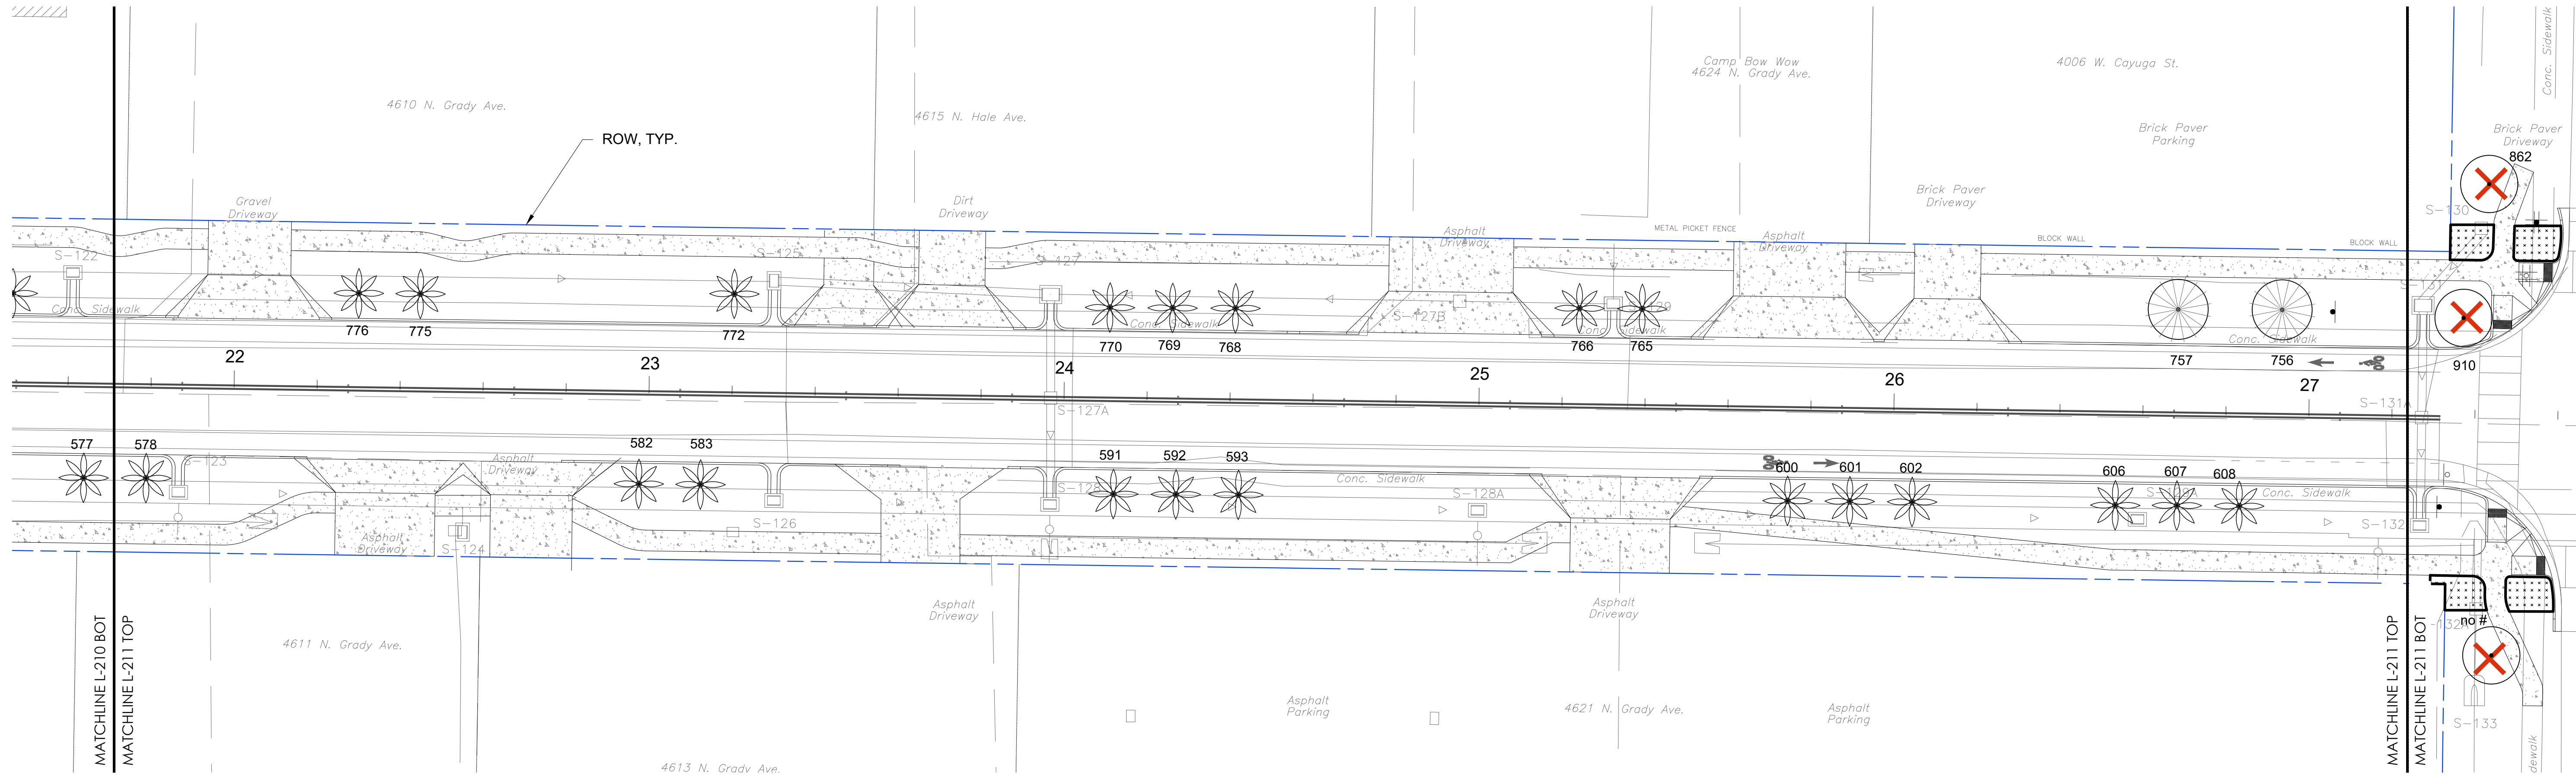 Conc. Sidewalk
Camp Bow Wow
4624 N. Grady Ave.
4006 W. Cayuga St.
4610 N. Grady Ave.
4615 N. Hale Ave.
ROW, TYP.
Brick Paver
Parking
Brick Paver
Driveway
862
Gravel
Driveway
Dirt
Driveway
Brick Paver
Driveway
S-130
Asphalt
Driveway
METAL PICKET FENCE
Asphalt
Driveway
BLOCK WALL
BLOCK WALL
S-122
S-125
S-127
S-131
Conc. Sidewalk
776
775
772
770
769
768
Conc. Sidewalk
S-127B
766
765
Conc. Sidewalk
757
756
Conc. Sidewalk
910
22
23
24
25
26
27
S-127A
S-131A
577
578
S-123
Asphalt
Driveway
582
583
591
592
593
Conc. Sidewalk
600
601
602
606
607
608
Conc. Sidewalk
S-128A
S-126
S-124
Asphalt
Driveway
S-132
-132A
no #
Asphalt
Driveway
Asphalt
Driveway
4611 N. Grady Ave.
Asphalt
Parking
4621 N. Grady Ave.
Asphalt
Parking
S-133
MATCHLINE L-210 BOT
MATCHLINE L-211 TOP
MATCHLINE L-211 TOP
MATCHLINE L-211 BOT
4613 N. Grady Ave.
dewalk